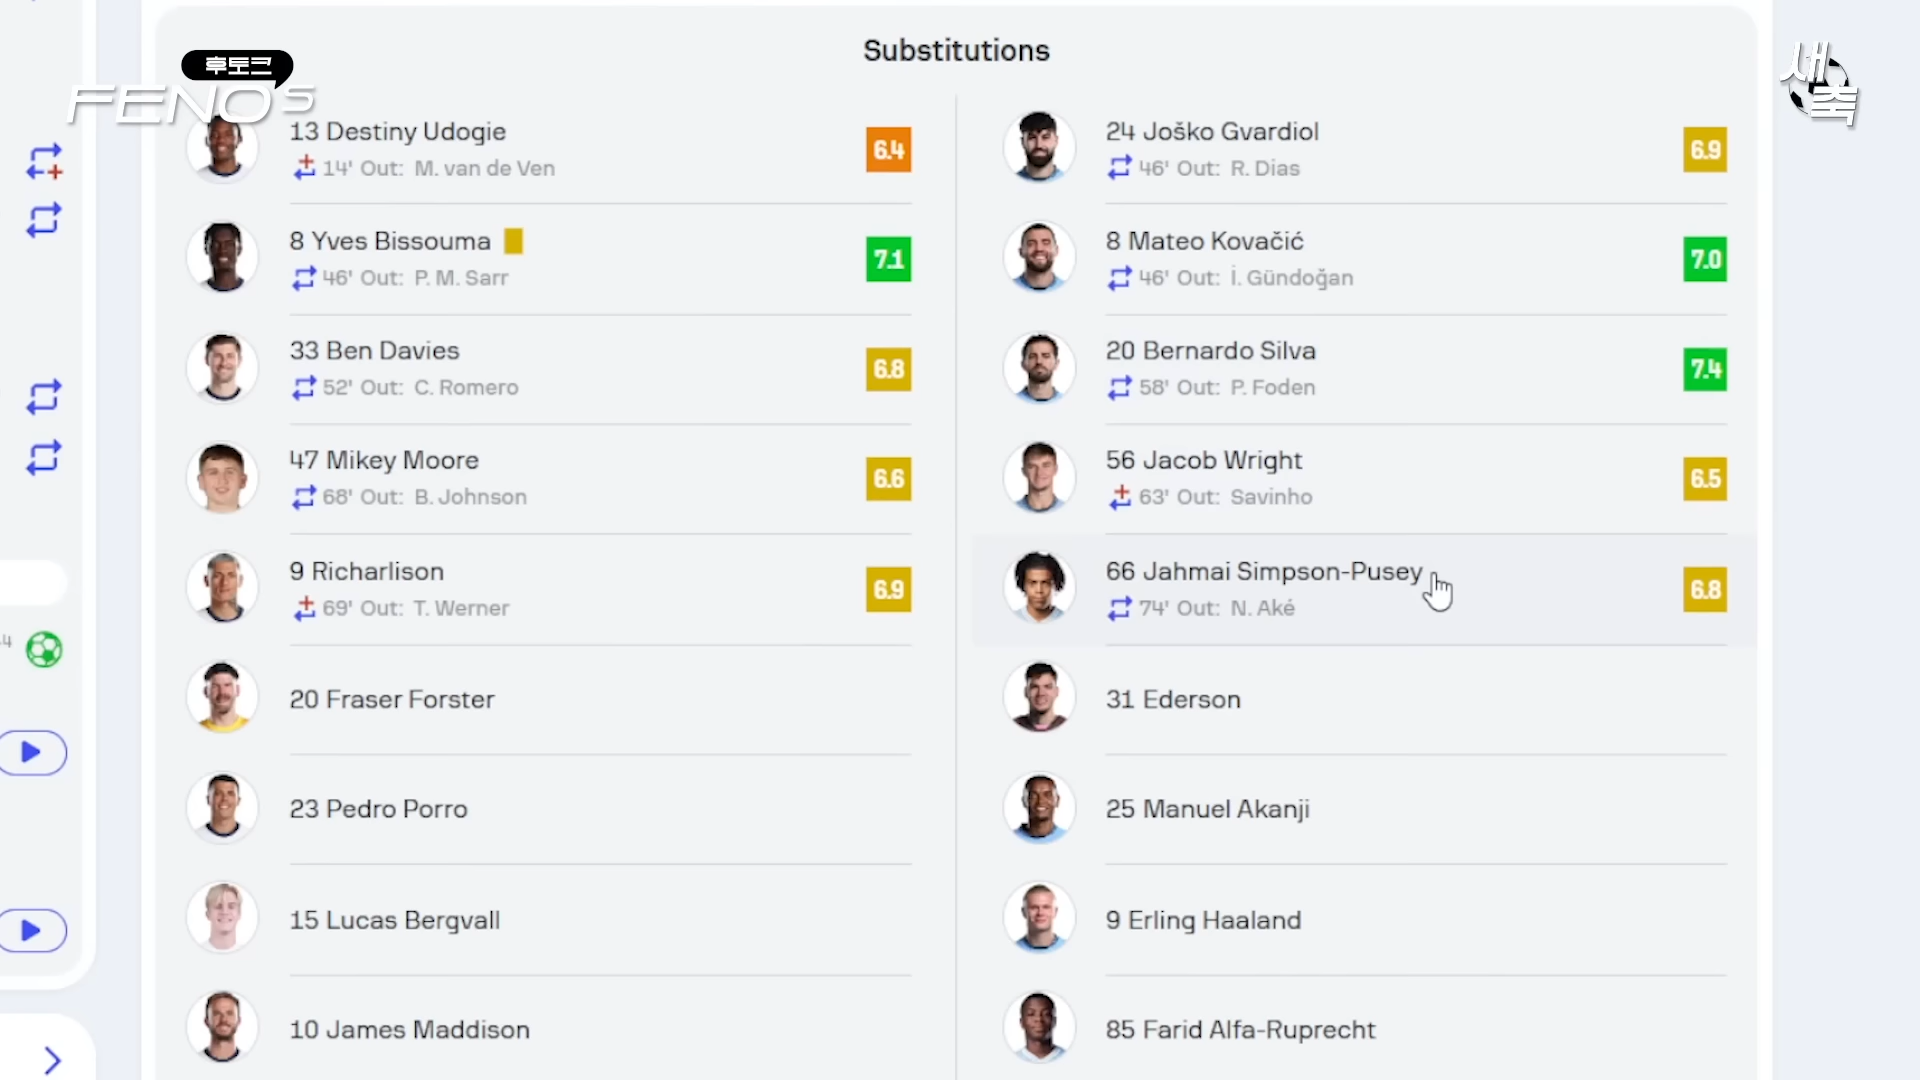 Substitutions
후토크
FENO5
새축
13 Destiny Udogie
14' Out: M. van de Ven
6.4
8 Yves Bissouma
46' Out: P. M. Sarr
7.1
33 Ben Davies
52' Out: C. Romero
6.8
47 Mikey Moore
68' Out: B. Johnson
6.6
9 Richarlison
69' Out: T. Werner
6.9
20 Fraser Forster
23 Pedro Porro
15 Lucas Bergvall
10 James Maddison
24 Joško Gvardiol
46' Out: R. Dias
6.9
8 Mateo Kovačić
46' Out: İ. Gündoğan
7.0
20 Bernardo Silva
58' Out: P. Foden
7.4
56 Jacob Wright
63' Out: Savinho
6.5
66 Jahmai Simpson-Pusey
74' Out: N. Aké
6.8
31 Ederson
25 Manuel Akanji
9 Erling Haaland
85 Farid Alfa-Ruprecht